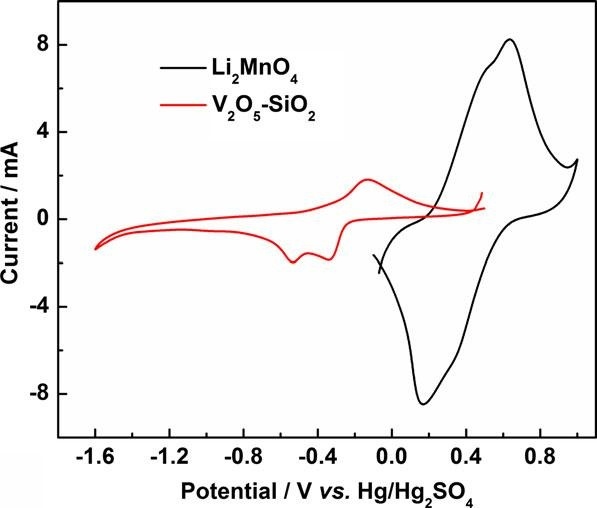 Li₂MnO₄
V₂O₅-SiO₂
Current / mA
8
4
0
-4
-8
-1.6 -1.2 -0.8 -0.4 0.0 0.4 0.8
Potential / V vs. Hg/Hg₂SO₄